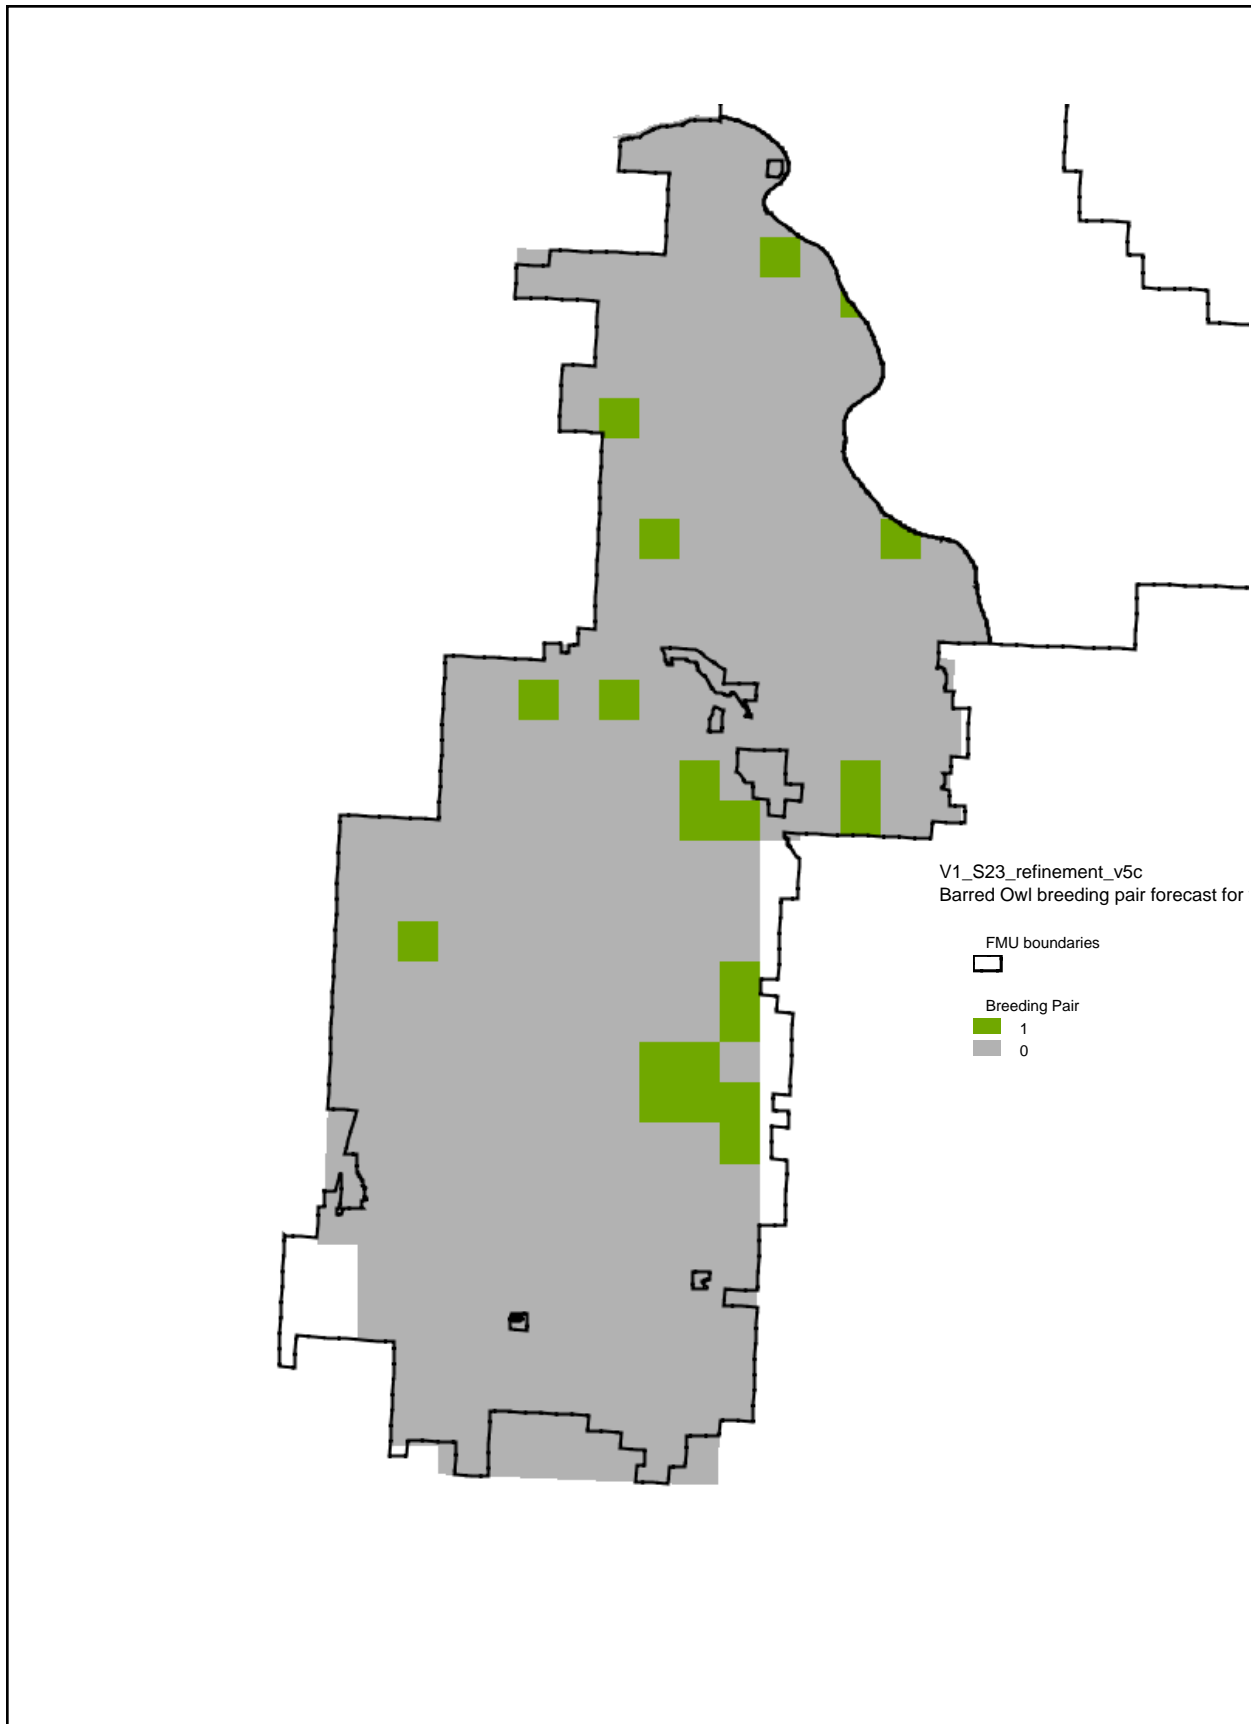 V1_S23_refinement_v5c
Barred Owl breeding pair forecast for
FMU boundaries
Breeding Pair
1
0